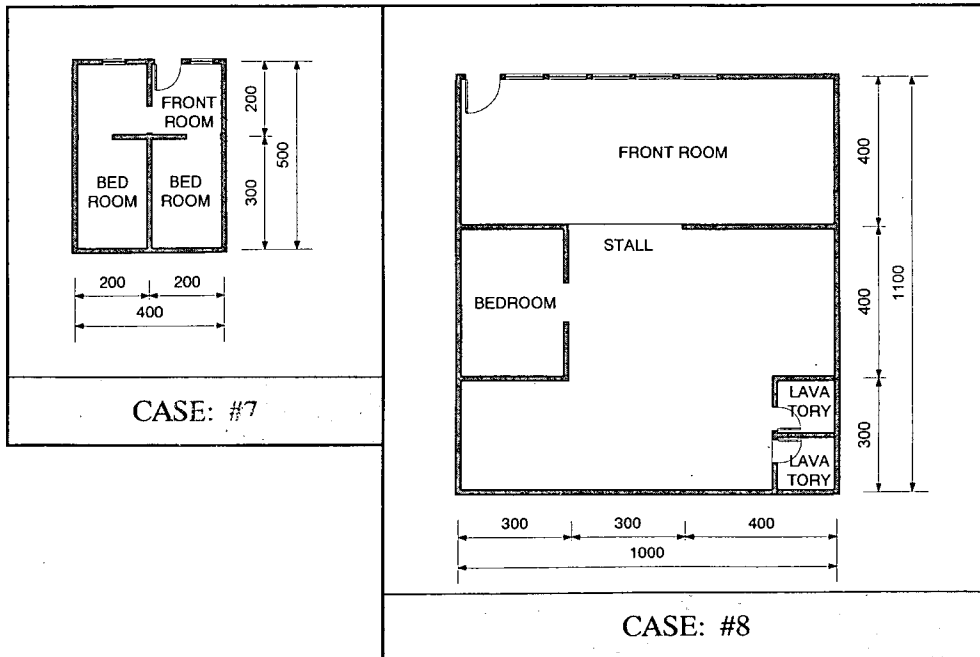 FRONT
ROOM
BED
ROOM
BED
ROOM
200
300
500
200
200
400
CASE: #7
FRONT ROOM
STALL
BEDROOM
LAVA
TORY
LAVA
TORY
400
400
300
1100
300
300
400
1000
CASE: #8